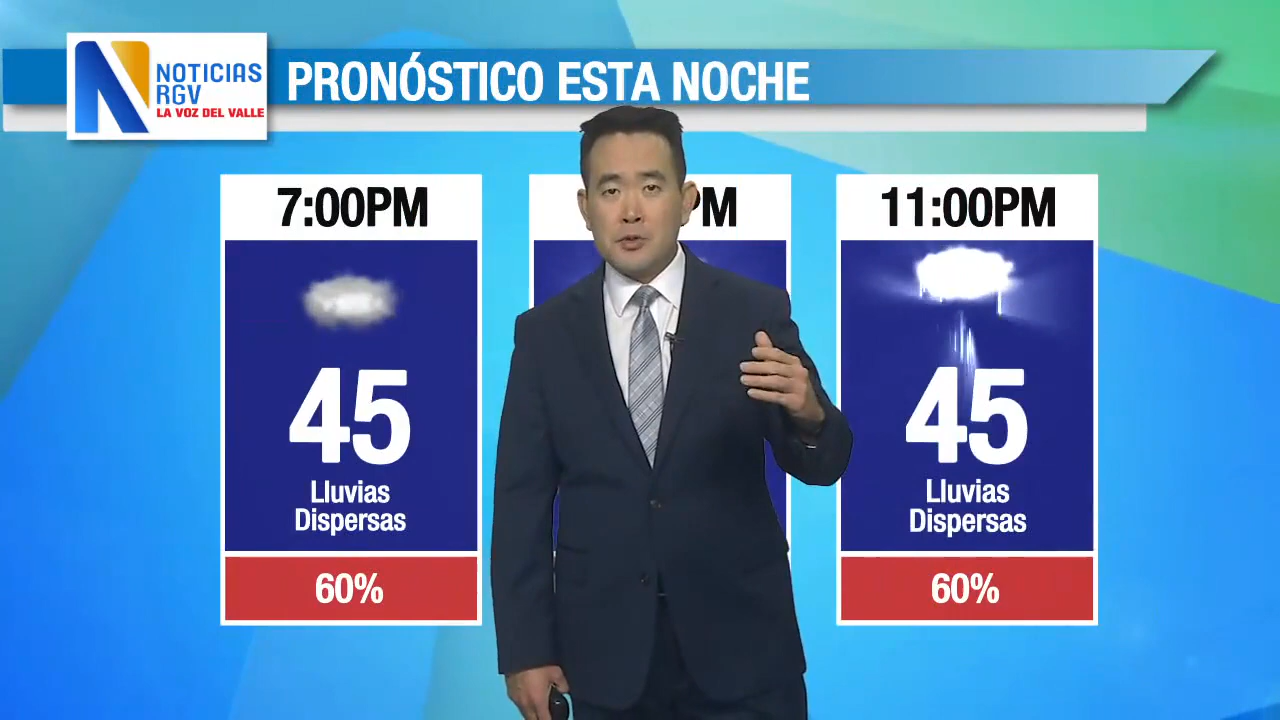 NOTICIAS
RGV
LA VOZ DEL VALLE
PRONÓSTICO ESTA NOCHE
7:00PM
45
Lluvias
Dispersas
60%
PM
11:00PM
45
Lluvias
Dispersas
60%